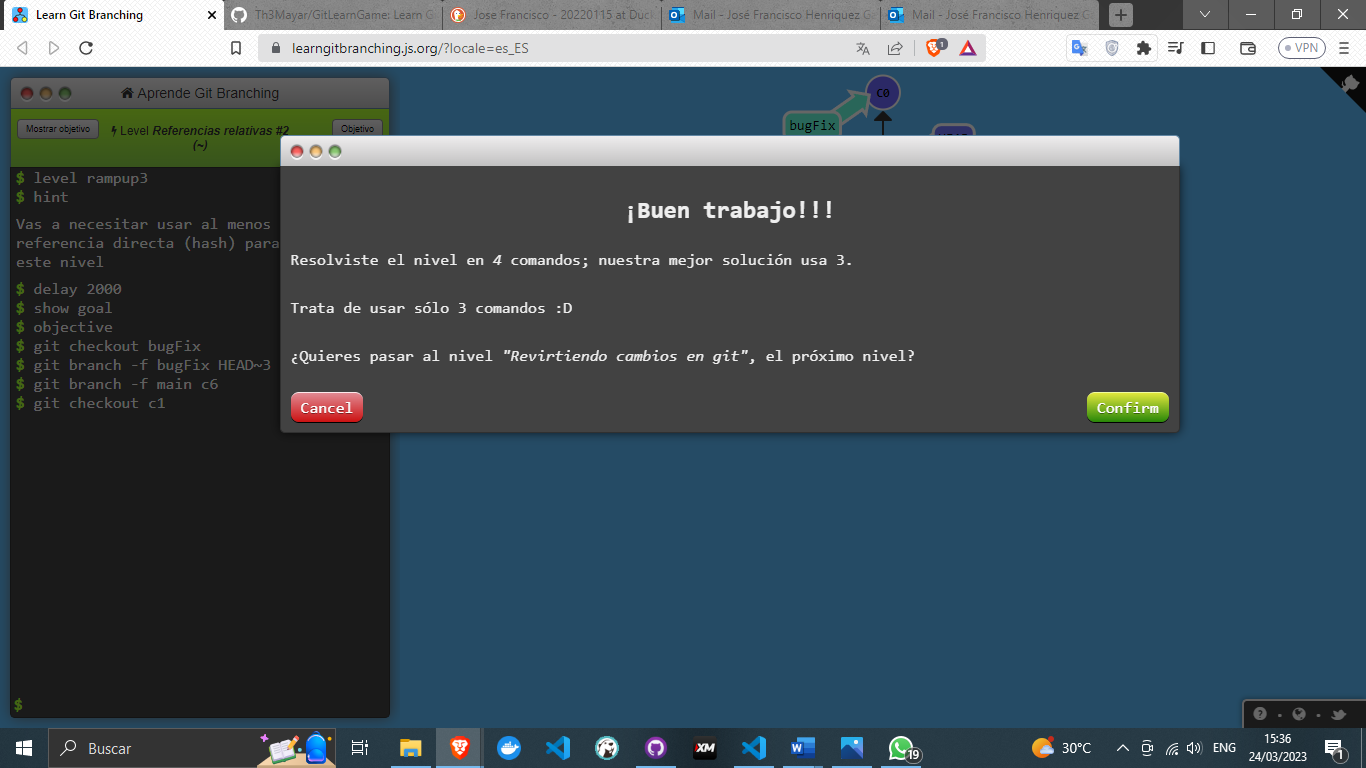 Learn Git Branching
Th3Mayar/GitLearnGame: Learn G
Jose Francisco - 20220115 at Duck
Mail - José Francisco Henriquez G
Mail - José Francisco Henriquez G
learngitbranching.js.org/?locale=es_ES
1
VPN
Aprende Git Branching
Mostrar objetivo
Level Referencias relativas #2
(~)
Objetivo
C0
bugFix
$ level rampup3
$ hint
Vas a necesitar usar al menos
referencia directa (hash) para
este nivel
$ delay 2000
$ show goal
$ objective
$ git checkout bugFix
$ git branch -f bugFix HEAD~3
$ git branch -f main c6
$ git checkout c1
$
¡Buen trabajo!!!
Resolviste el nivel en 4 comandos; nuestra mejor solución usa 3.
Trata de usar sólo 3 comandos :D
¿Quieres pasar al nivel "Revirtiendo cambios en git", el próximo nivel?
Cancel
Confirm
Buscar
XM
19
30°C
ENG
15:36
24/03/2023
1